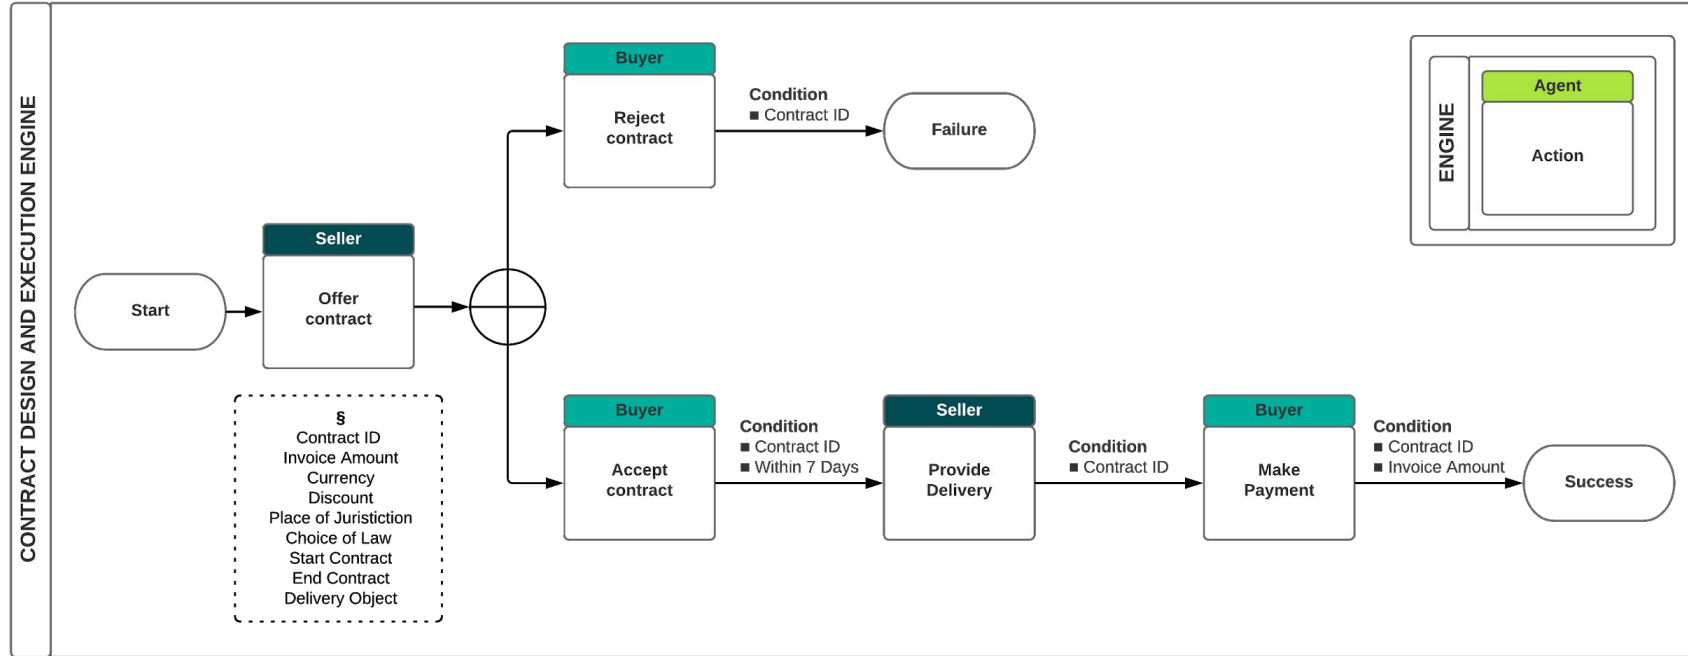 CONTRACT DESIGN AND EXECUTION ENGINE
Start
Seller
Offer
contract
§
Contract ID
Invoice Amount
Currency
Discount
Place of Juristiction
Choice of Law
Start Contract
End Contract
Delivery Object
Buyer
Reject
contract
Condition
■ Contract ID
Failure
Buyer
Accept
contract
Condition
■ Contract ID
■ Within 7 Days
Seller
Provide
Delivery
Condition
■ Contract ID
Buyer
Make
Payment
Condition
■ Contract ID
■ Invoice Amount
Success
ENGINE
Agent
Action